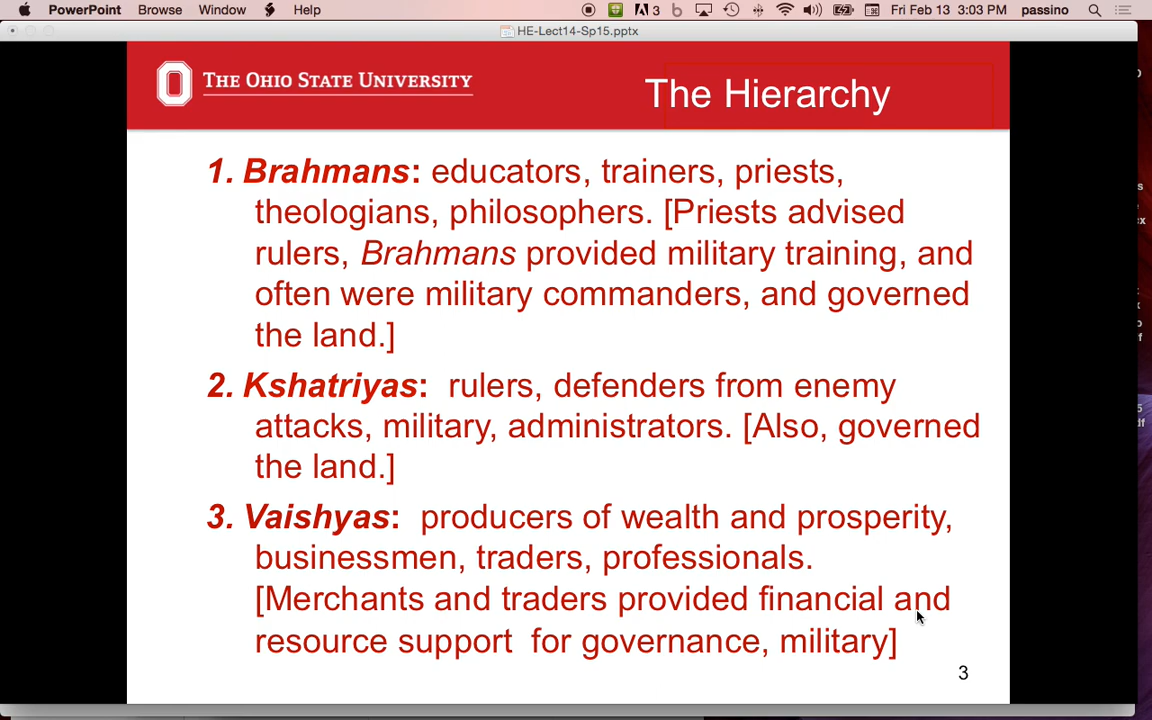 PowerPoint Browse Window Help 3 Fri Feb 13 3:03 PM passino
HE-Lect14-Sp15.pptx
THE OHIO STATE UNIVERSITY
The Hierarchy
1. Brahmans: educators, trainers, priests,
theologians, philosophers. [Priests advised
rulers, Brahmans provided military training, and
often were military commanders, and governed
the land.]
2. Kshatriyas: rulers, defenders from enemy
attacks, military, administrators. [Also, governed
the land.]
3. Vaishyas: producers of wealth and prosperity,
businessmen, traders, professionals.
[Merchants and traders provided financial and
resource support for governance, military]
3